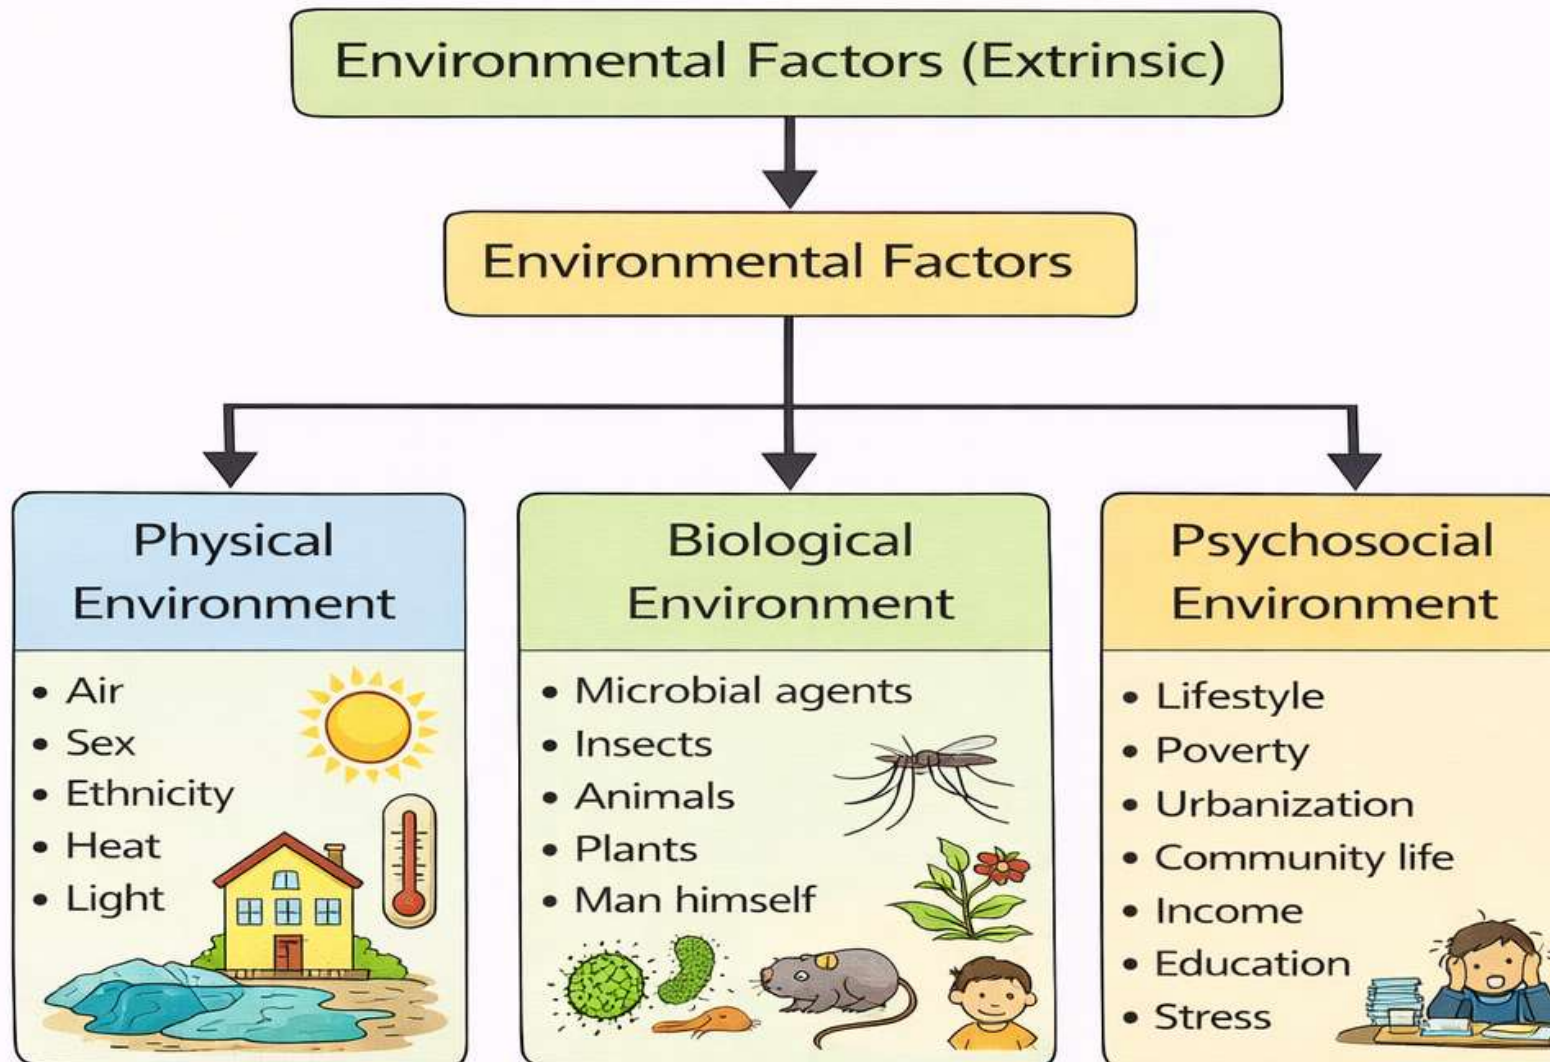 Environmental Factors (Extrinsic)
Environmental Factors
Physical
Environment
• Air
• Sex
• Ethnicity
• Heat
• Light
Biological
Environment
• Microbial agents
• Insects
• Animals
• Plants
• Man himself
Psychosocial
Environment
• Lifestyle
• Poverty
• Urbanization
• Community life
• Income
• Education
• Stress